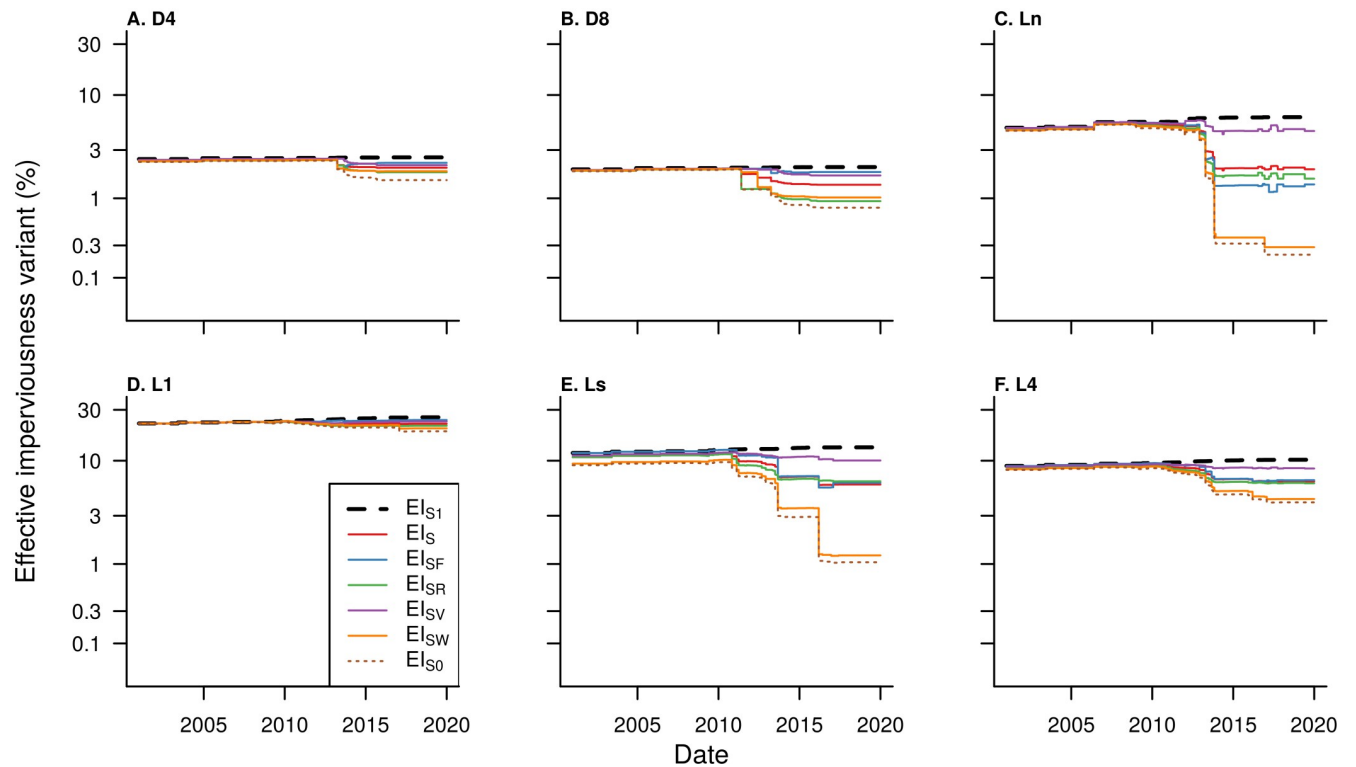 A. D4
B. D8
C. Ln
30
10
3
1
0.3
0.1
D. L1
E. Ls
F. L4
30
10
3
1
0.3
0.1
Effective imperviousness variant (%)
EIS1
EIS
EISF
EISR
EISV
EISW
EIS0
2005 2010 2015 2020
2005 2010 2015 2020
2005 2010 2015 2020
Date